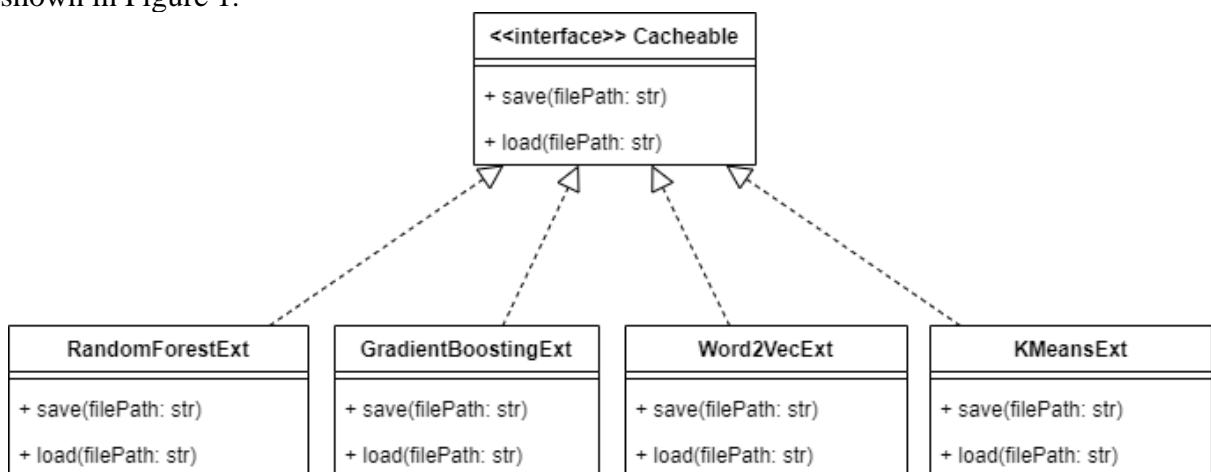 shown in Figure 1.
<<interface>> Cacheable
+ save(filePath: str)
+ load(filePath: str)
RandomForestExt
+ save(filePath: str)
+ load(filePath: str)
GradientBoostingExt
+ save(filePath: str)
+ load(filePath: str)
Word2VecExt
+ save(filePath: str)
+ load(filePath: str)
KMeansExt
+ save(filePath: str)
+ load(filePath: str)